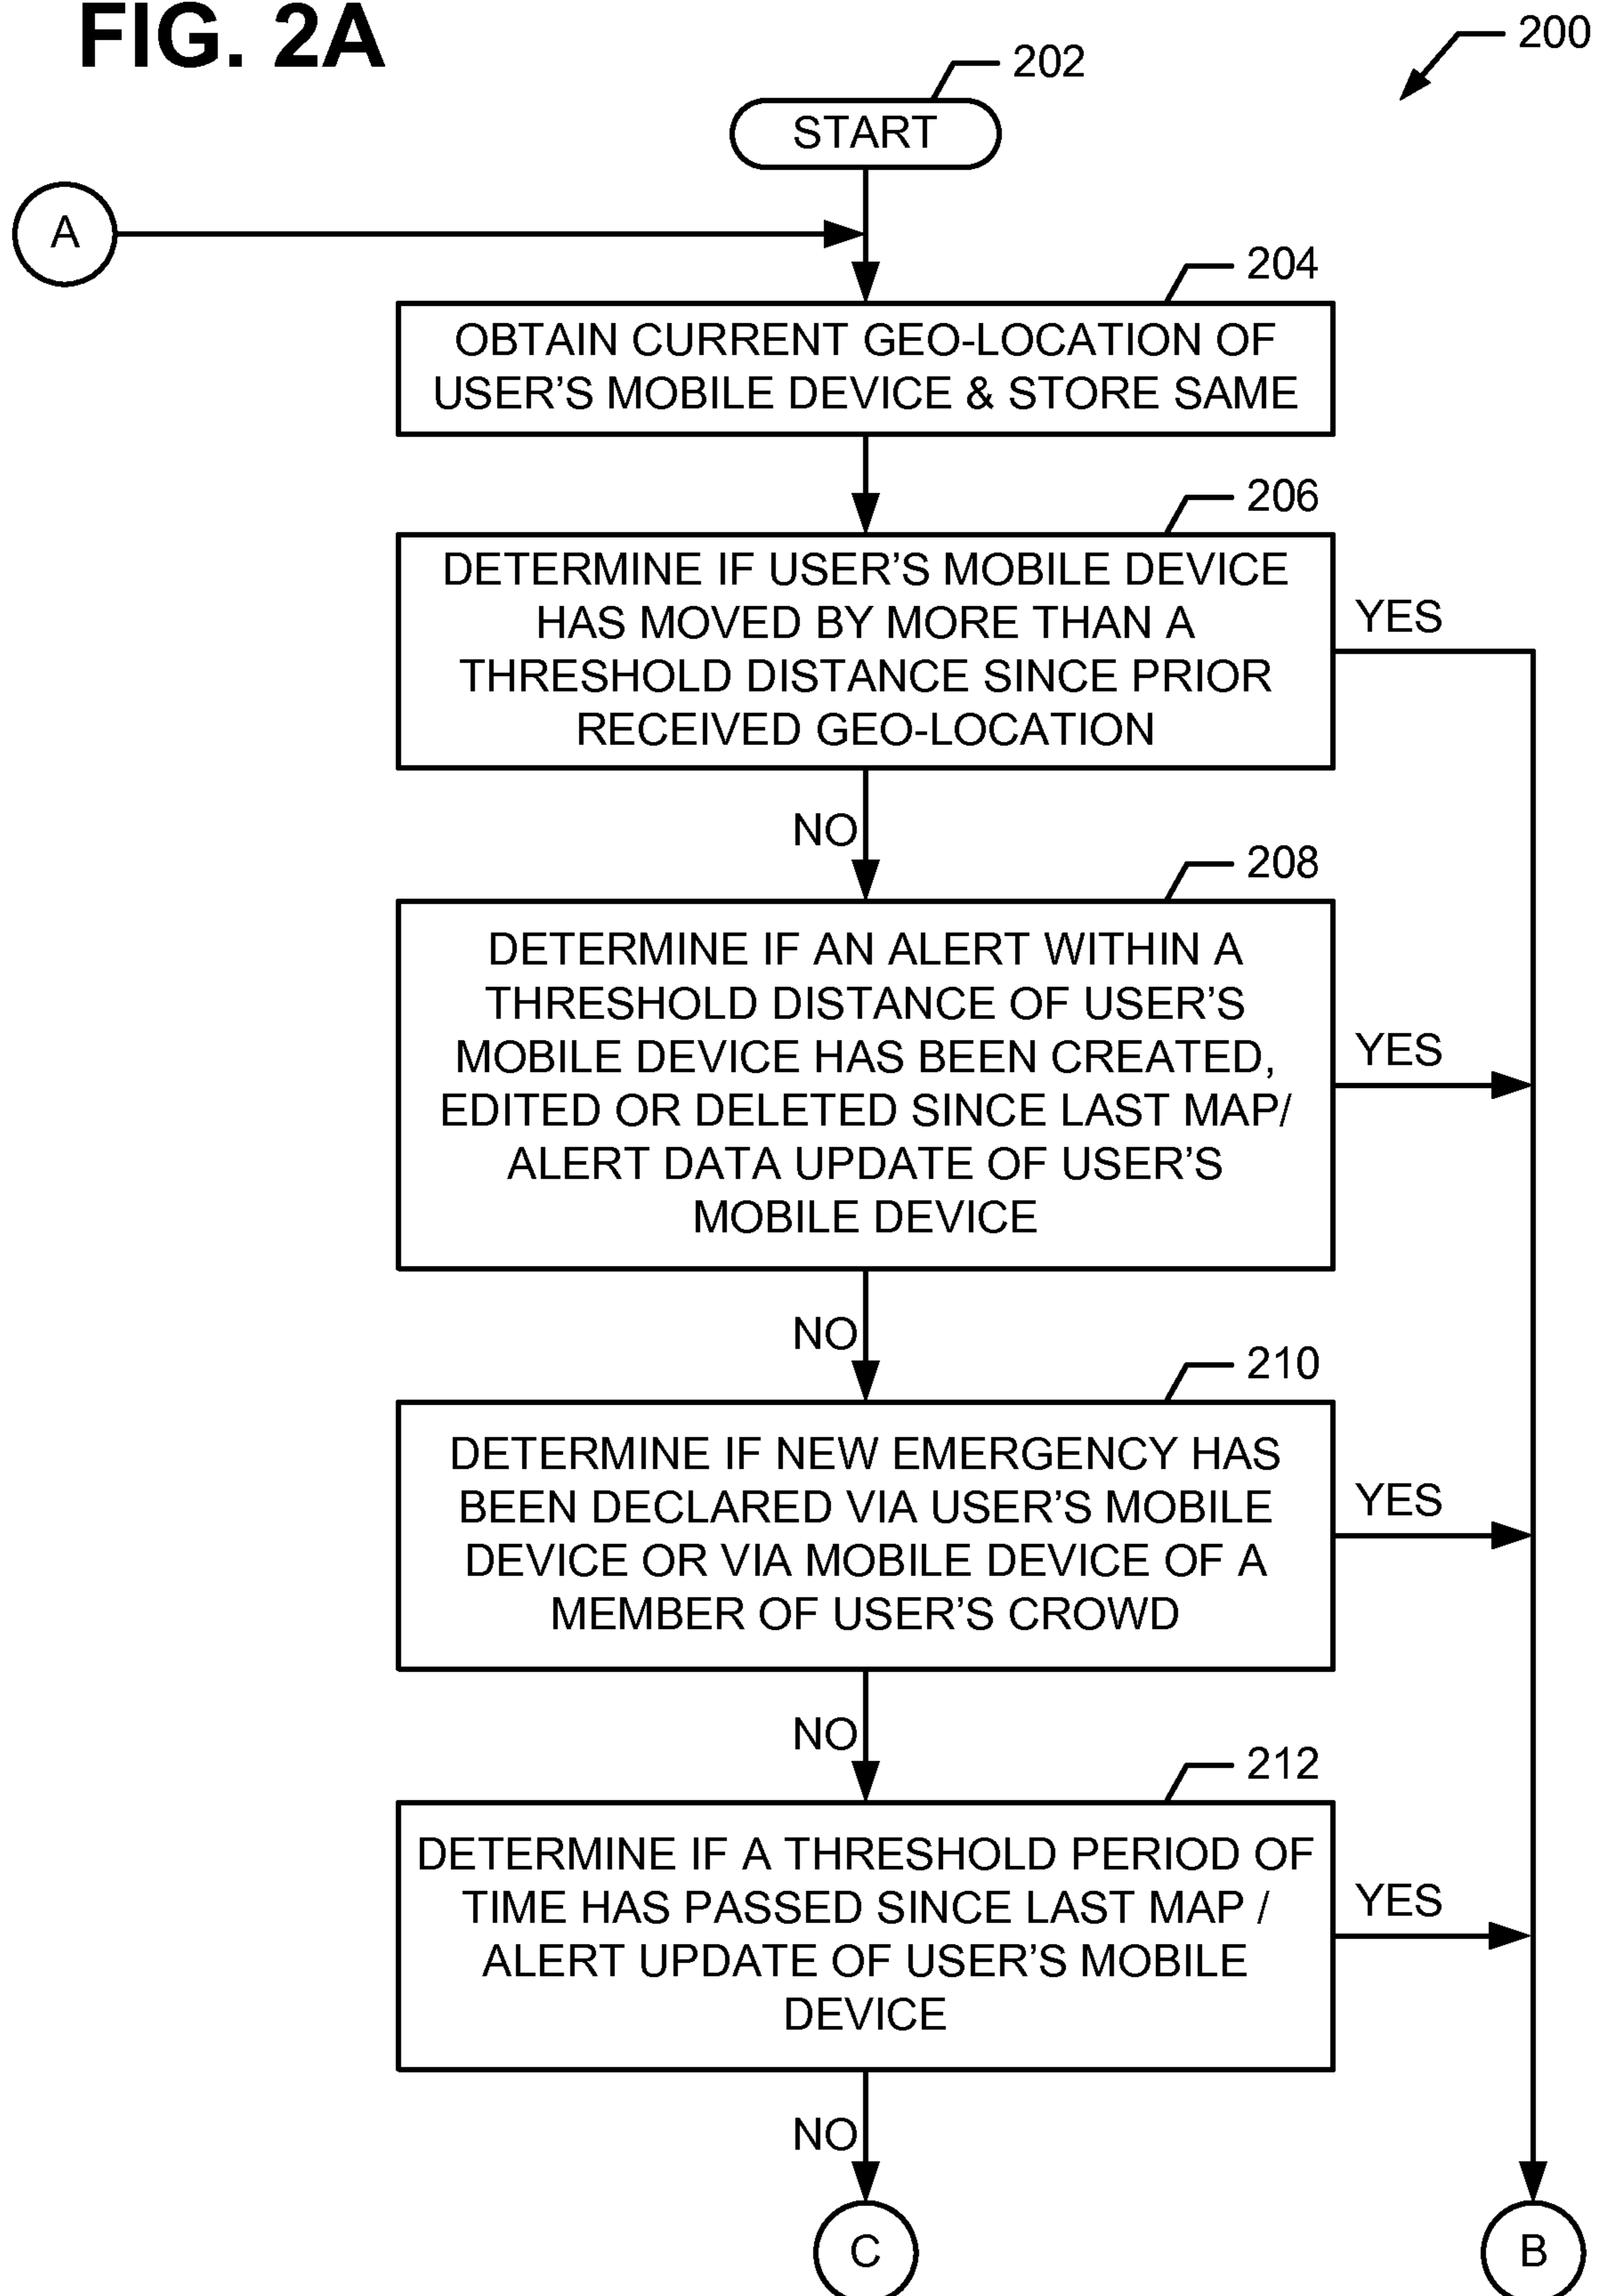 FIG. 2A
200
202
START
A
204
OBTAIN CURRENT GEO-LOCATION OF
USER'S MOBILE DEVICE & STORE SAME
206
DETERMINE IF USER'S MOBILE DEVICE
HAS MOVED BY MORE THAN A
THRESHOLD DISTANCE SINCE PRIOR
RECEIVED GEO-LOCATION
YES
NO
208
DETERMINE IF AN ALERT WITHIN A
THRESHOLD DISTANCE OF USER'S
MOBILE DEVICE HAS BEEN CREATED,
EDITED OR DELETED SINCE LAST MAP/
ALERT DATA UPDATE OF USER'S
MOBILE DEVICE
YES
NO
210
DETERMINE IF NEW EMERGENCY HAS
BEEN DECLARED VIA USER'S MOBILE
DEVICE OR VIA MOBILE DEVICE OF A
MEMBER OF USER'S CROWD
YES
NO
212
DETERMINE IF A THRESHOLD PERIOD OF
TIME HAS PASSED SINCE LAST MAP /
ALERT UPDATE OF USER'S MOBILE
DEVICE
YES
NO
C
B